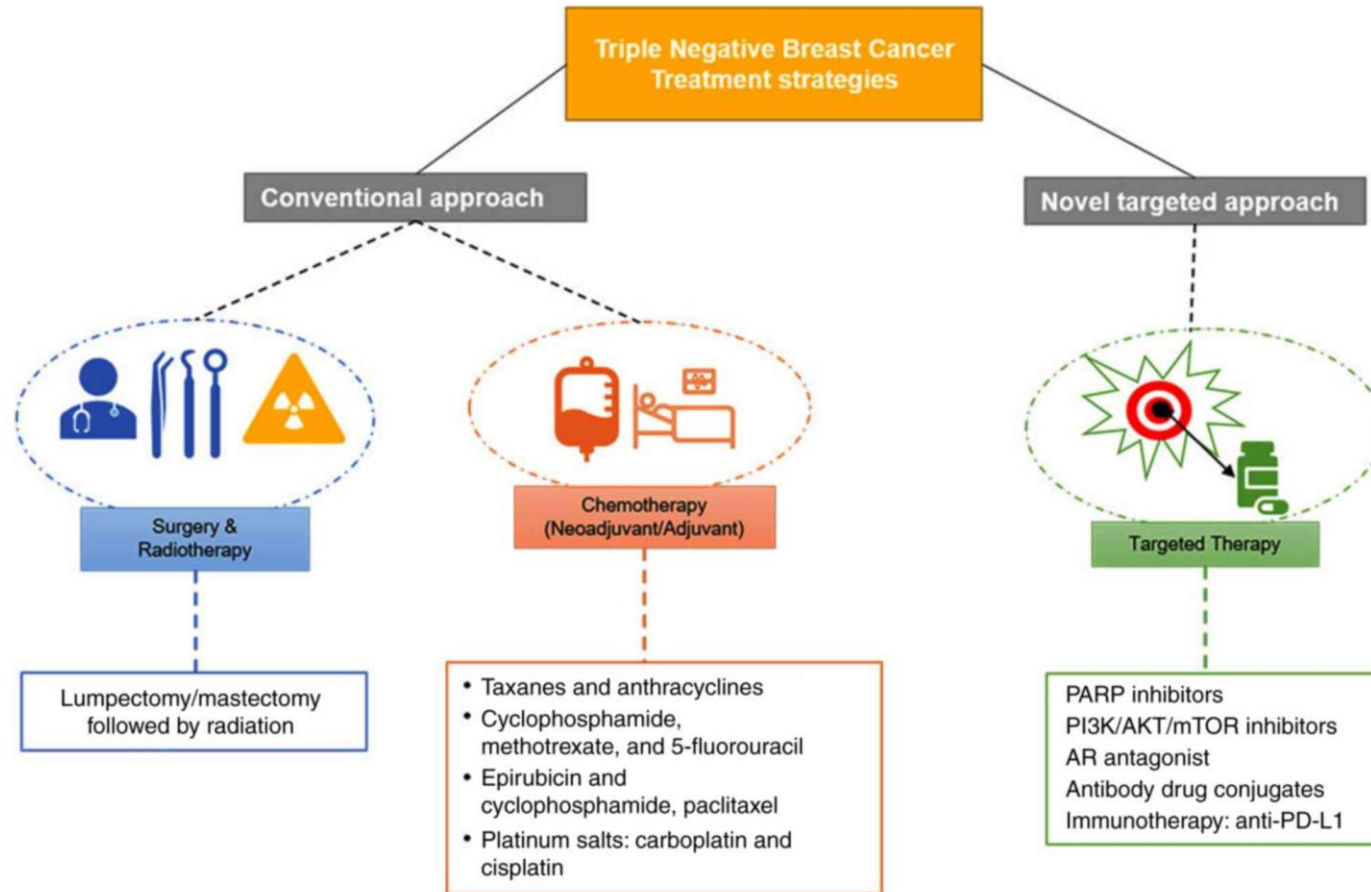 Triple Negative Breast Cancer
Treatment strategies
Conventional approach
Novel targeted approach
Surgery &
Radiotherapy
Chemotherapy
(Neoadjuvant/Adjuvant)
Targeted Therapy
Lumpectomy/mastectomy
followed by radiation
• Taxanes and anthracyclines
• Cyclophosphamide,
methotrexate, and 5-fluorouracil
• Epirubicin and
cyclophosphamide, paclitaxel
• Platinum salts: carboplatin and
cisplatin
PARP inhibitors
PI3K/AKT/mTOR inhibitors
AR antagonist
Antibody drug conjugates
Immunotherapy: anti-PD-L1